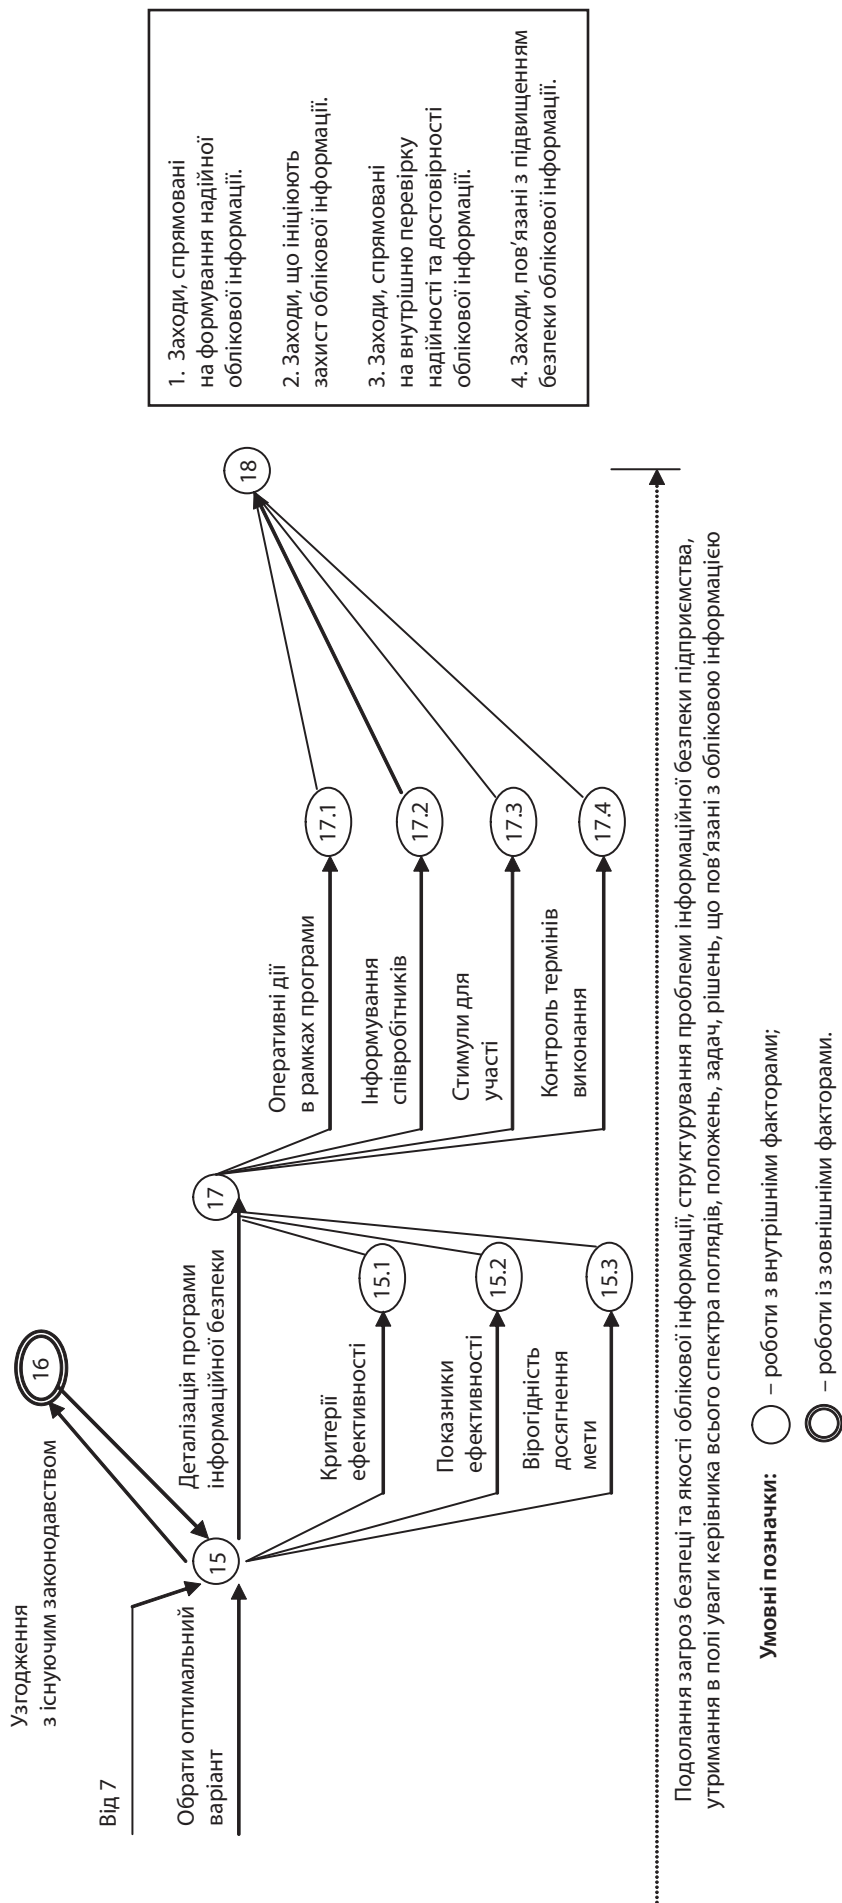 Узгодження
з існуючим законодавством
16
Від 7
Обрати оптимальний
варіант
15
Деталізація програми
інформаційної безпеки
17
Критерії
ефективності
15.1
Показники
ефективності
15.2
Вірогідність
досягнення
мети
15.3
Оперативні дії
в рамках програми
17.1
Інформування
співробітників
17.2
Стимули для
участі
17.3
Контроль термінів
виконання
17.4
18
1. Заходи, спрямовані
на формування надійної
облікової інформації.
2. Заходи, що ініціюють
захист облікової інформації.
3. Заходи, спрямовані
на внутрішню перевірку
надійності та достовірності
облікової інформації.
4. Заходи, пов’язані з підвищенням
безпеки облікової інформації.
Подолання загроз безпеці та якості облікової інформації, структурування проблеми інформаційної безпеки підприємства,
утримання в полі уваги керівника всього спектра поглядів, положень, задач, рішень, що пов’язані з обліковою інформацією
Умовні позначки: – роботи з внутрішніми факторами;
– роботи із зовнішніми факторами.